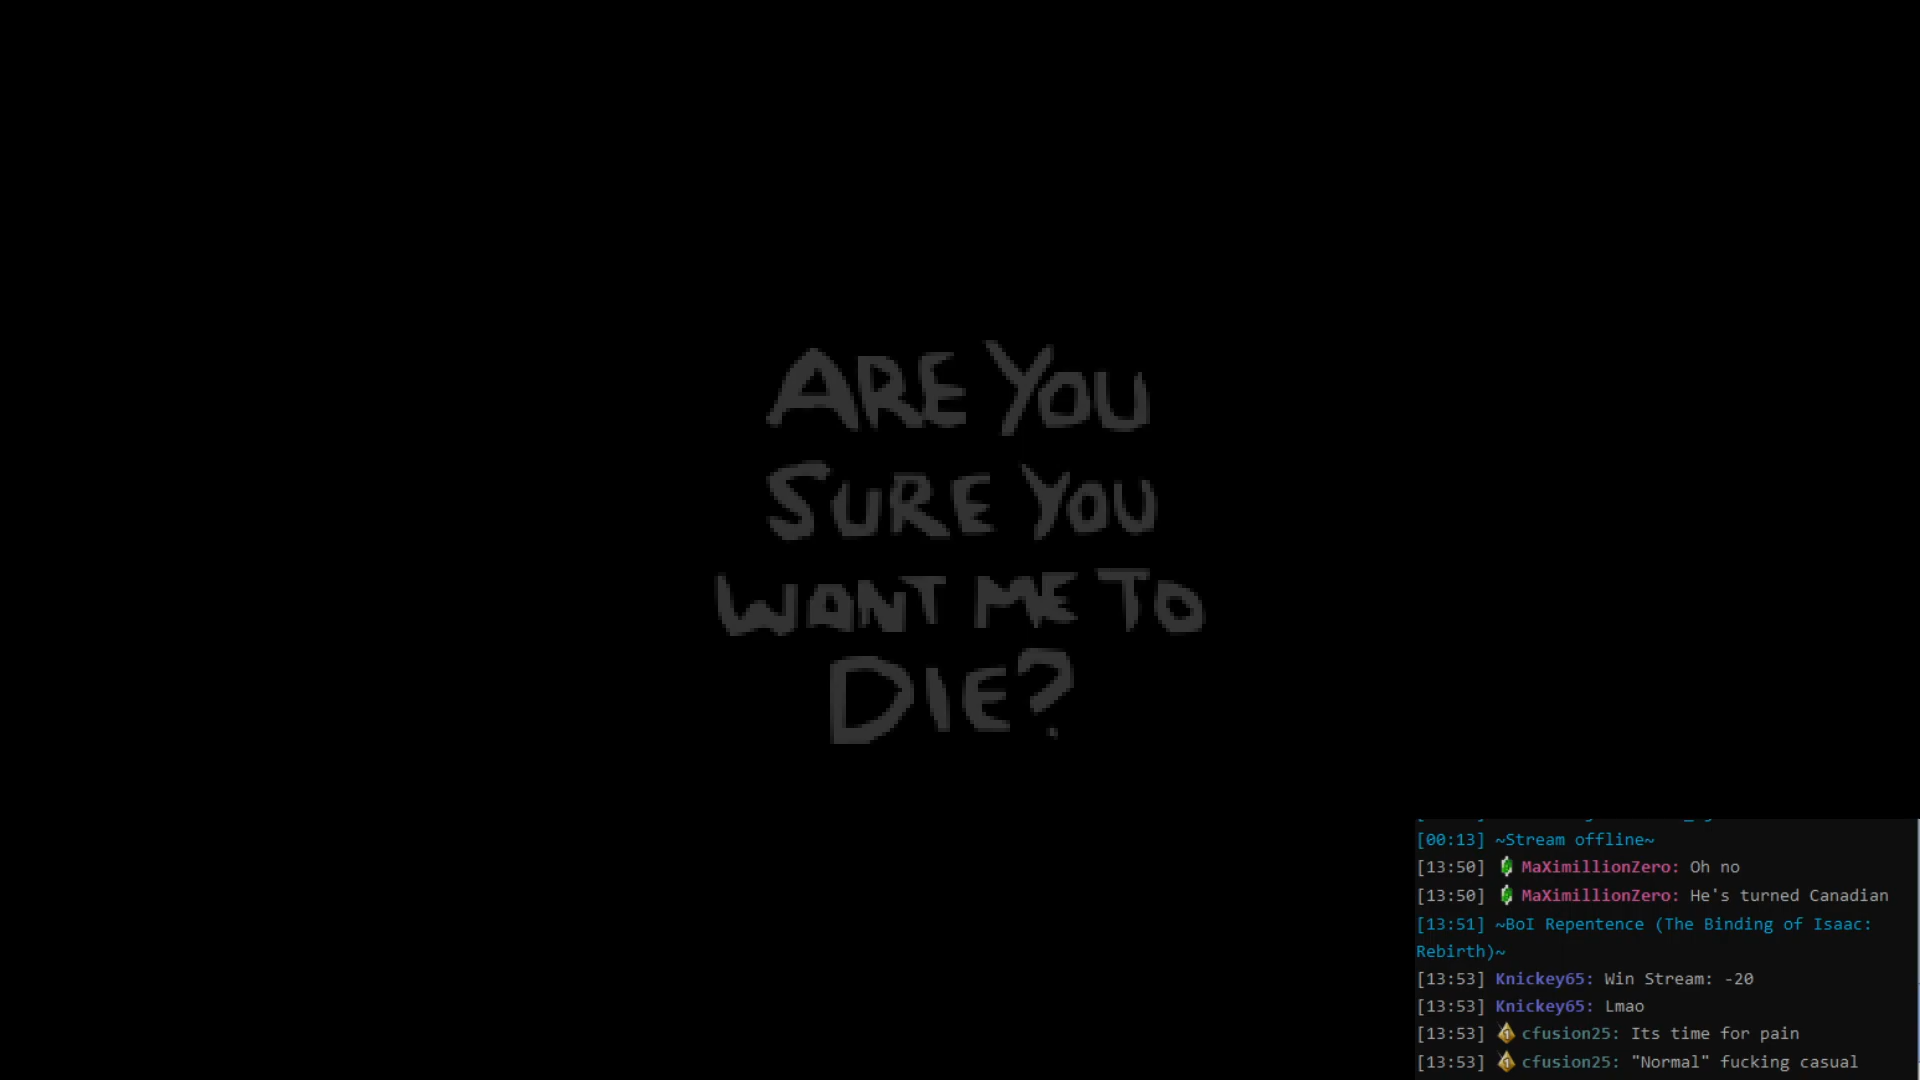 ARE YOU
SURE YOU
WANT ME TO
DIE?
[00:13] ~Stream offline~
[13:50] MaXimillionZero: Oh no
[13:50] MaXimillionZero: He's turned Canadian
[13:51] ~BoI Repentence (The Binding of Isaac:
Rebirth)~
[13:53] Knickey65: Win Stream: -20
[13:53] Knickey65: Lmao
[13:53] cfusion25: Its time for pain
[13:53] cfusion25: "Normal" fucking casual